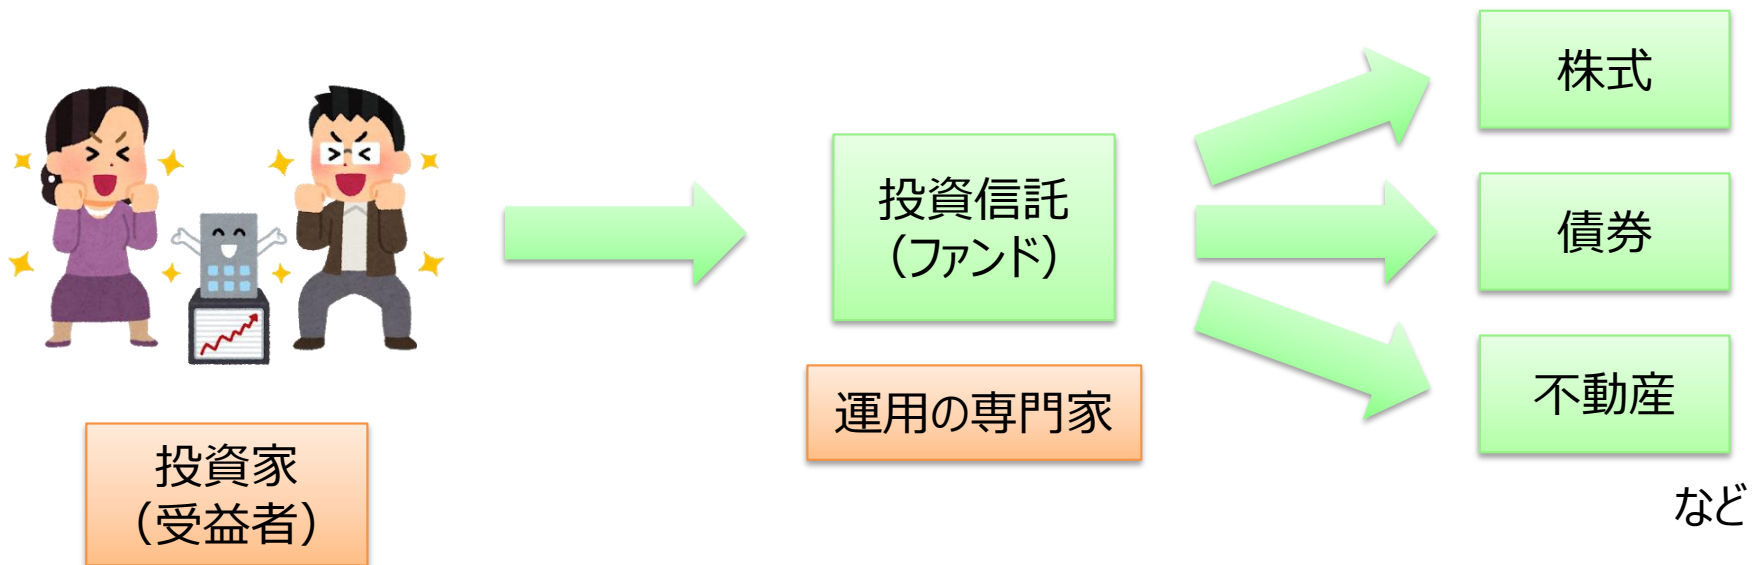 投資家
（受益者）
投資信託
（ファンド）
運用の専門家
株式
債券
不動産
など